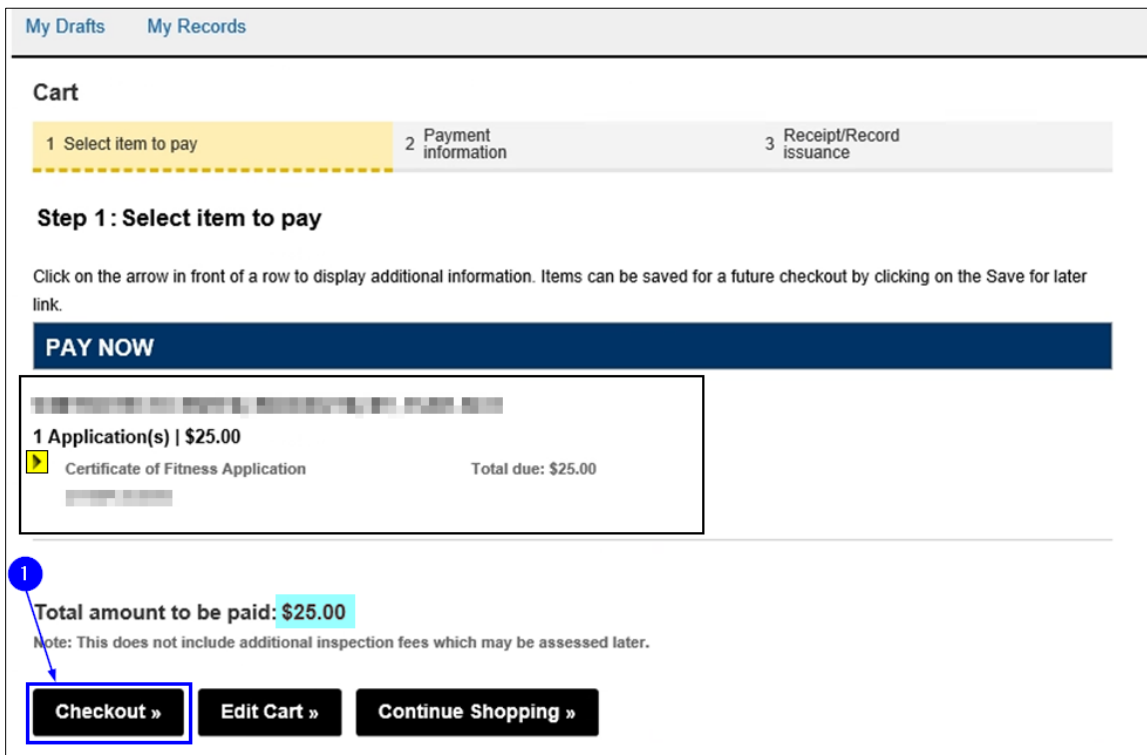 My Drafts My Records
Cart
1 Select item to pay 2 Payment information 3 Receipt/Record issuance
Step 1: Select item to pay
Click on the arrow in front of a row to display additional information. Items can be saved for a future checkout by clicking on the Save for later
link.
PAY NOW
1 Application(s) | $25.00
Certificate of Fitness Application Total due: $25.00
1
Total amount to be paid: $25.00
Note: This does not include additional inspection fees which may be assessed later.
Checkout » Edit Cart » Continue Shopping »